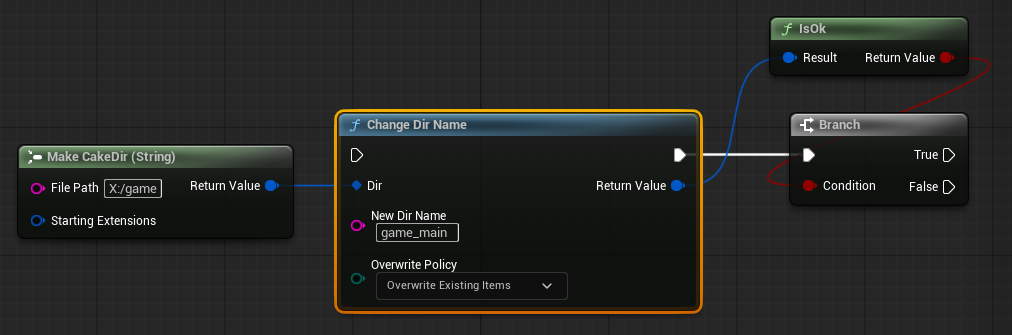 IsOk
Result Return Value
Change Dir Name
Branch
Make CakeDir (String)
True
File Path X:/game Return Value
Dir Return Value
Condition False
Starting Extensions
New Dir Name
game_main
Overwrite Policy
Overwrite Existing Items